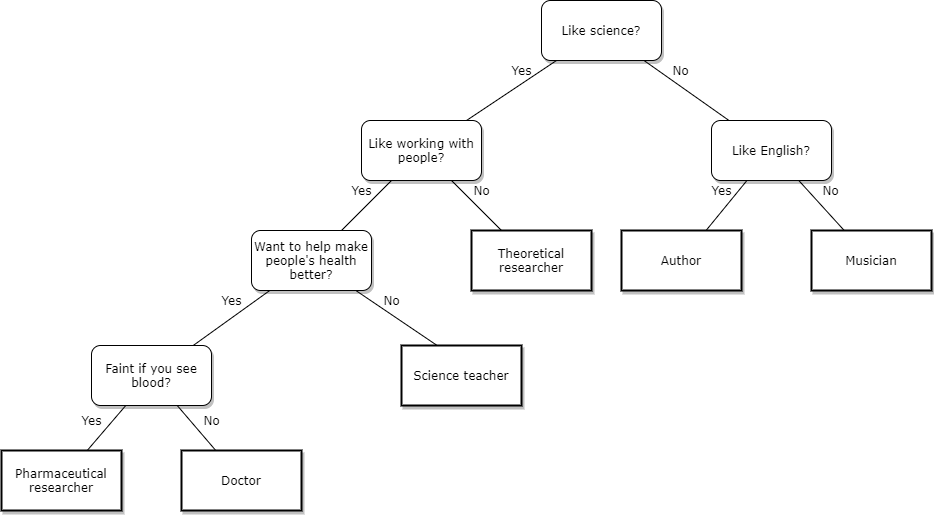 Like science?
Yes
No
Like working with
people?
Like English?
Yes
No
Yes
No
Want to help make
people's health
better?
Theoretical
researcher
Author
Musician
Yes
No
Faint if you see
blood?
Science teacher
Yes
No
Pharmaceutical
researcher
Doctor